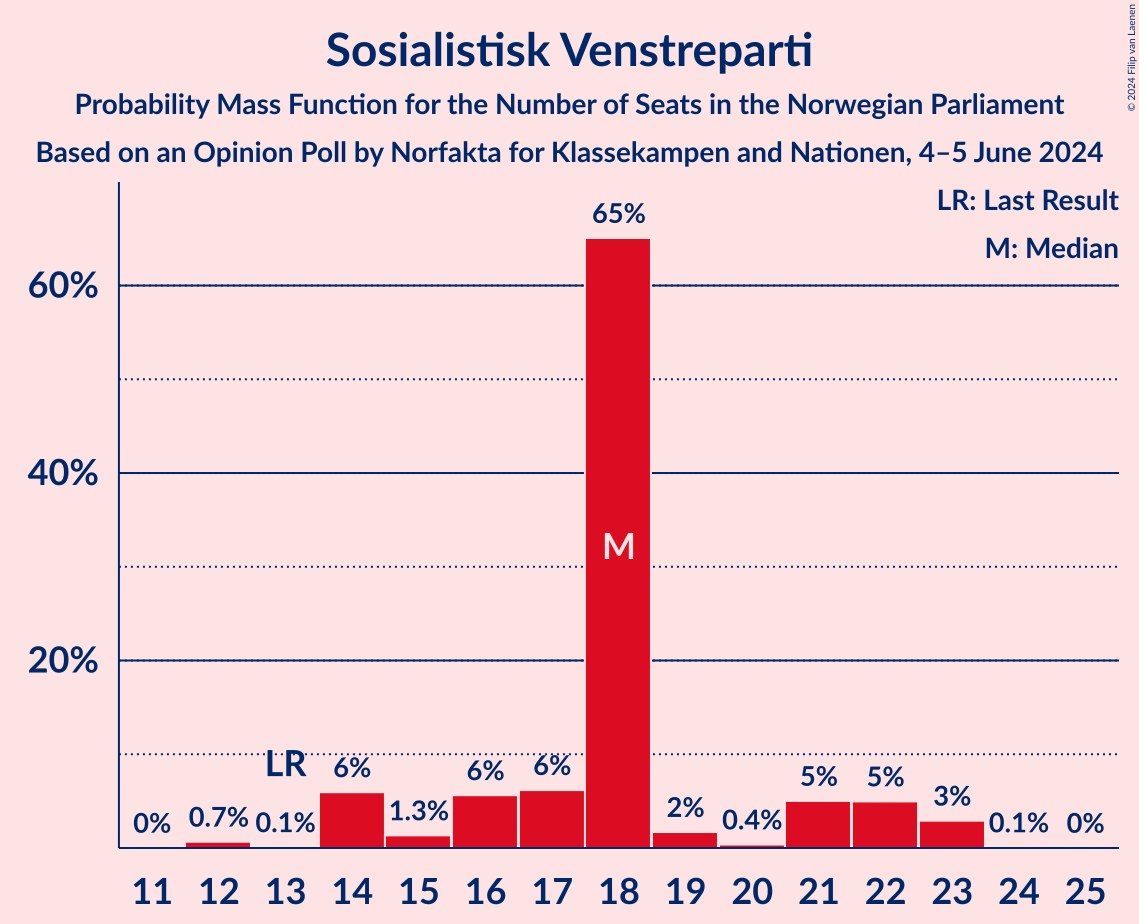 Sosialistisk Venstreparti
Probability Mass Function for the Number of Seats in the Norwegian Parliament
Based on an Opinion Poll by Norfakta for Klassekampen and Nationen, 4–5 June 2024
© 2024 Filip van Laenen
LR: Last Result
M: Median
65%
60%
40%
M
20%
LR
6%
6%
6%
5%
5%
3%
0%
0.7%
0.1%
1.3%
2%
0.4%
0.1%
0%
11 12 13 14 15 16 17 18 19 20 21 22 23 24 25